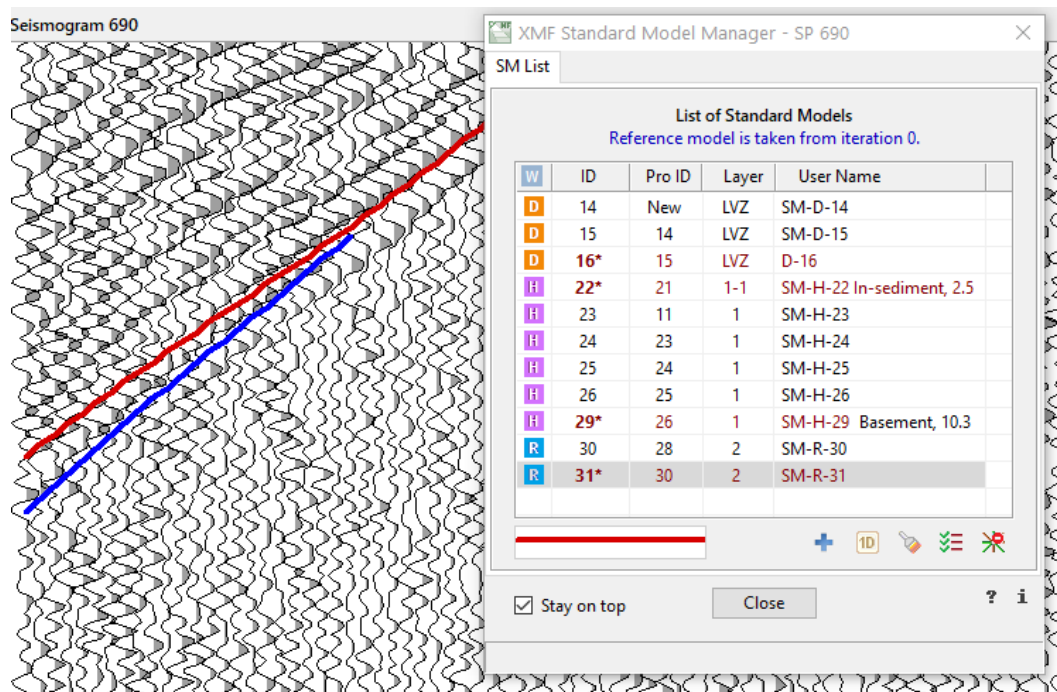 Seismogram 690
XMF Standard Model Manager - SP 690
SM List
List of Standard Models
Reference model is taken from iteration 0.
W ID Pro ID Layer User Name
D 14 New LVZ SM-D-14
D 15 14 LVZ SM-D-15
D 16* 15 LVZ D-16
H 22* 21 1-1 SM-H-22 In-sediment, 2.5
H 23 11 1 SM-H-23
H 24 23 1 SM-H-24
H 25 24 1 SM-H-25
H 26 25 1 SM-H-26
H 29* 26 1 SM-H-29 Basement, 10.3
R 30 28 2 SM-R-30
R 31* 30 2 SM-R-31
1D
Stay on top Close ? i